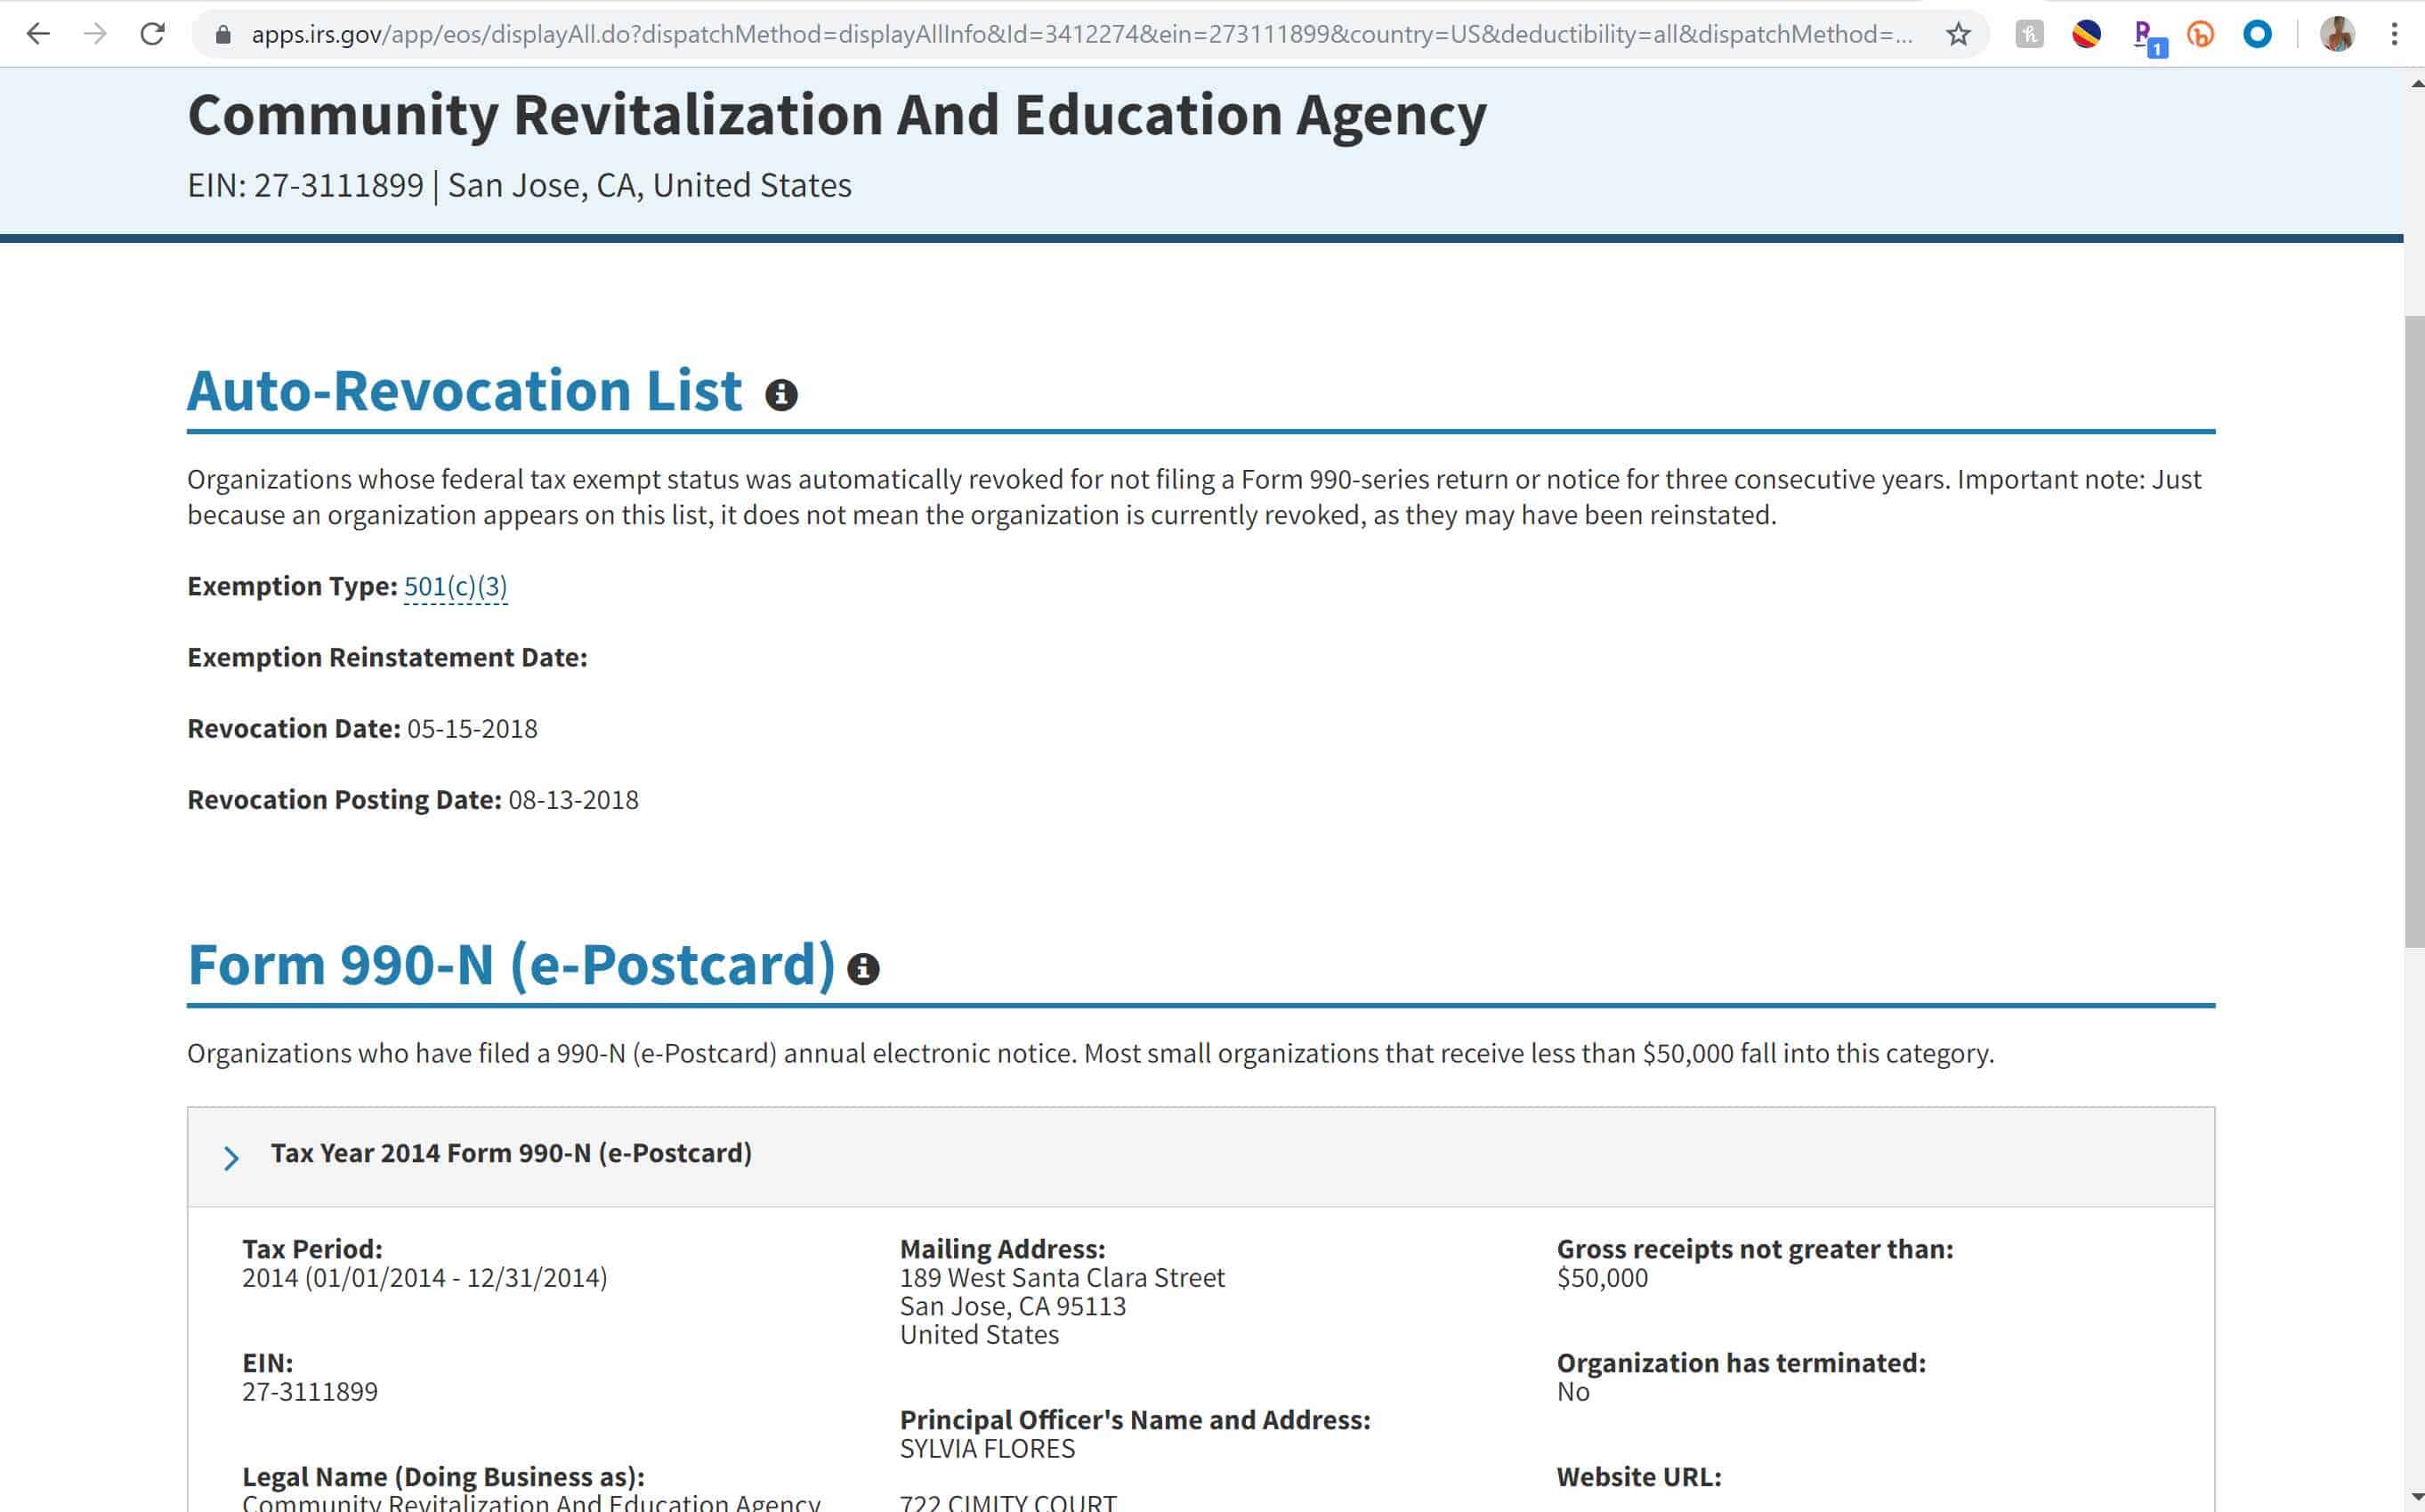 apps.irs.gov/app/eos/displayAll.do?dispatchMethod=displayAllInfo&Id=3412274&ein=273111899&country=US&deductibility=all&dispatchMethod=...
1
Community Revitalization And Education Agency
EIN: 27-3111899 | San Jose, CA, United States
Auto-Revocation List
Organizations whose federal tax exempt status was automatically revoked for not filing a Form 990-series return or notice for three consecutive years. Important note: Just
because an organization appears on this list, it does not mean the organization is currently revoked, as they may have been reinstated.
Exemption Type: 501(c)(3)
Exemption Reinstatement Date:
Revocation Date: 05-15-2018
Revocation Posting Date: 08-13-2018
Form 990-N (e-Postcard)
Organizations who have filed a 990-N (e-Postcard) annual electronic notice. Most small organizations that receive less than $50,000 fall into this category.
Tax Year 2014 Form 990-N (e-Postcard)
Tax Period:
2014 (01/01/2014 - 12/31/2014)
EIN:
27-3111899
Legal Name (Doing Business as):
Community Revitalization And Education Agency
Mailing Address:
189 West Santa Clara Street
San Jose, CA 95113
United States
Principal Officer's Name and Address:
SYLVIA FLORES
722 CIMITY COURT
Gross receipts not greater than:
$50,000
Organization has terminated:
No
Website URL: